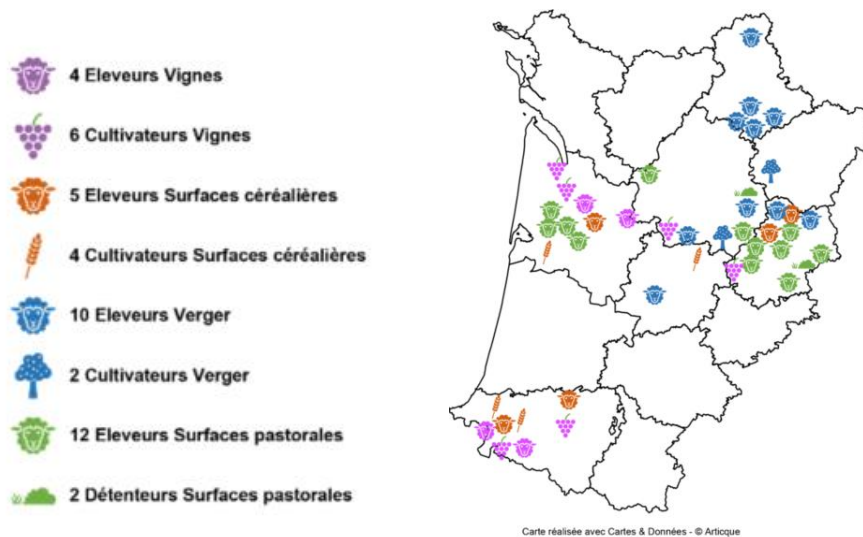 4 Eleveurs Vignes
6 Cultivateurs Vignes
5 Eleveurs Surfaces céréalières
4 Cultivateurs Surfaces céréalières
10 Eleveurs Verger
2 Cultivateurs Verger
12 Eleveurs Surfaces pastorales
2 Détenteurs Surfaces pastorales
Carte réalisée avec Cartes & Données - © Articque